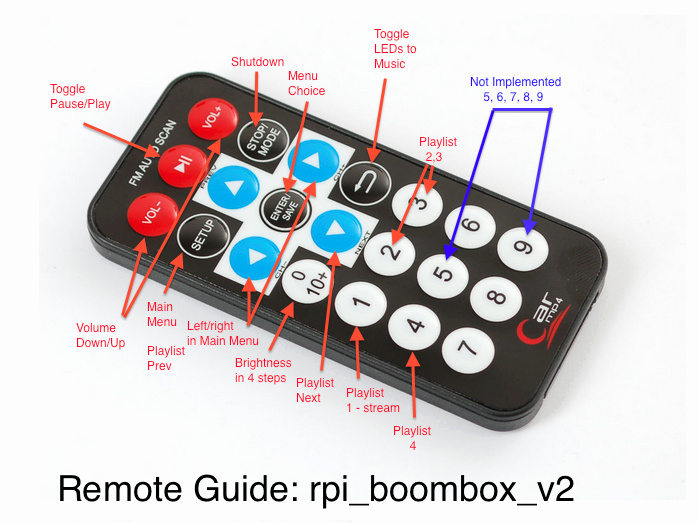 Toggle
LEDs to
Music
Shutdown
Menu
Choice
Not Implemented
5, 6, 7, 8, 9
Toggle
Pause/Play
Playlist
2,3
VOL+
STOP/
MODE
FM AUTO SCAN
CH+
PREV
VOL-
SETUP
ENTER/
SAVE
NEXT
CH-
0
10+
3
6
9
2
5
8
1
4
7
Car
mp4
Volume
Down/Up
Main
Menu
Playlist
Prev
Left/right
in Main Menu
Brightness
in 4 steps
Playlist
Next
Playlist
1 - stream
Playlist
4
Remote Guide: rpi_boombox_v2